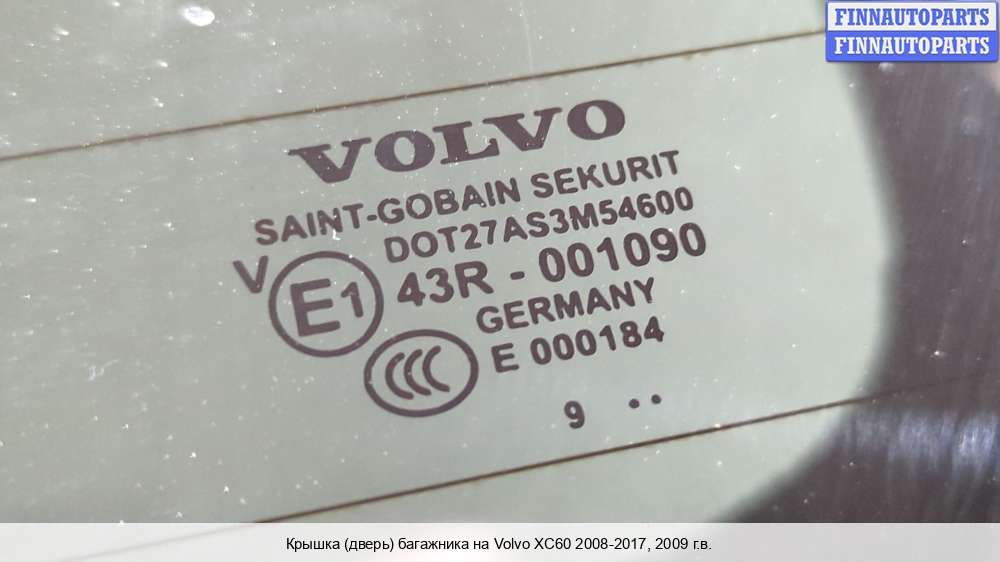 FINNAUTOPARTS
FINNAUTOPARTS
VOLVO
SAINT-GOBAIN SEKURIT
DOT27AS3M54600
V E1 43R - 001090
GERMANY
CCC E 000184
9 ••
Крышка (дверь) багажника на Volvo XC60 2008-2017, 2009 г.в.